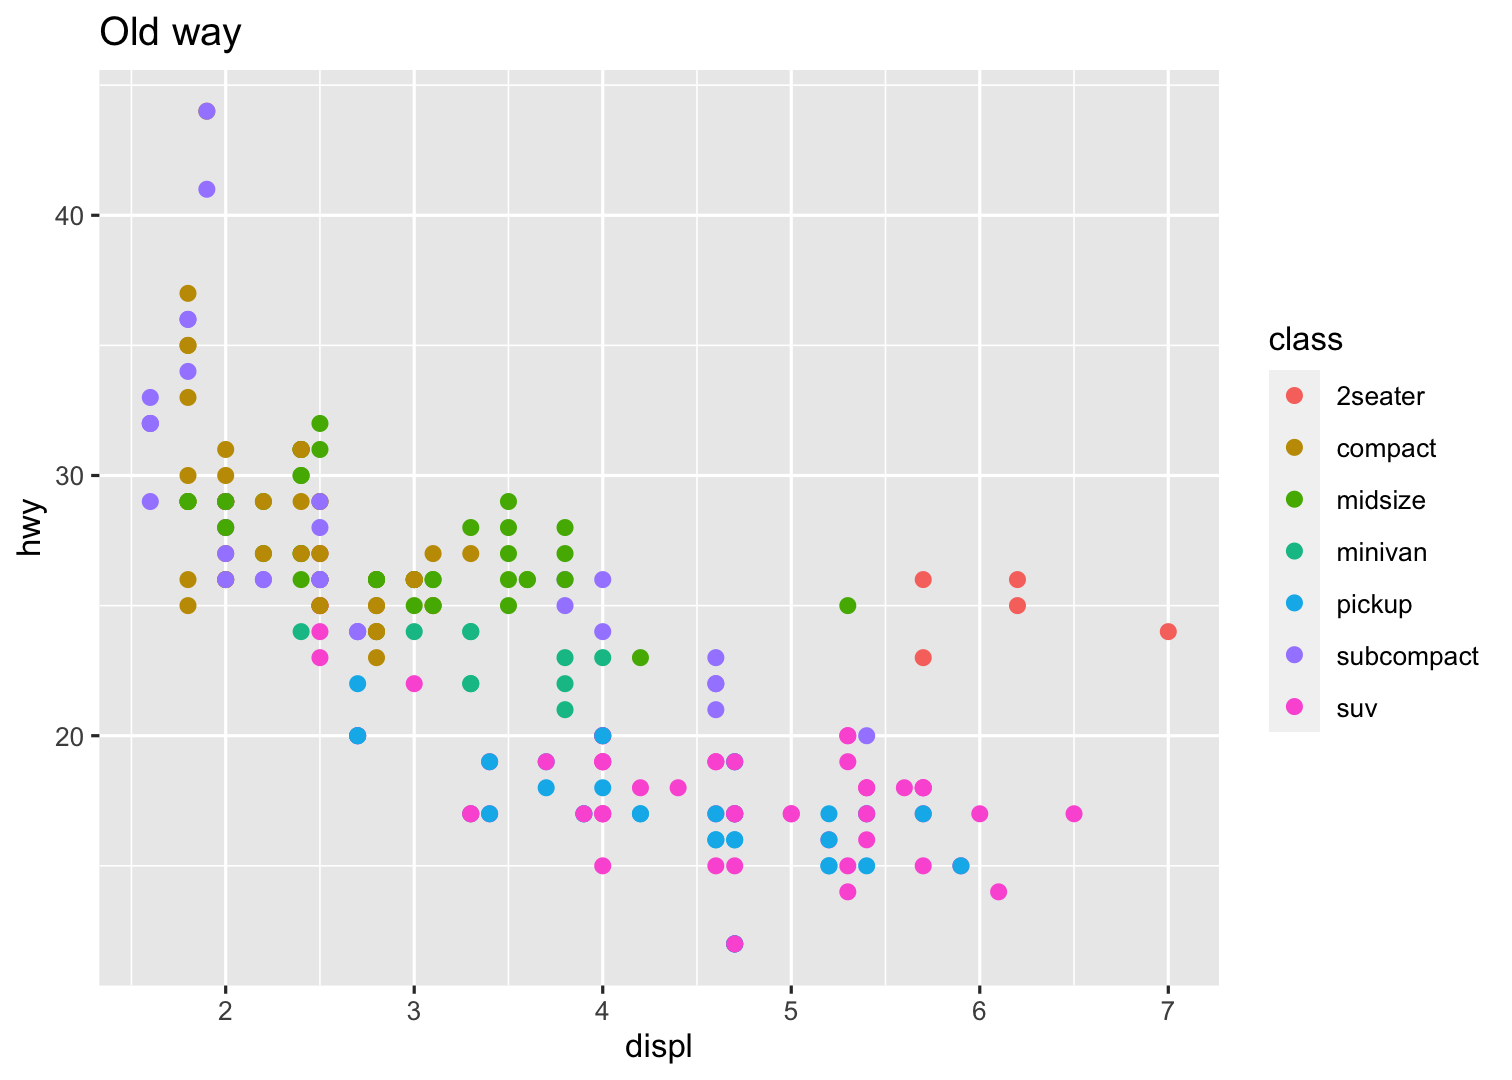 Old way
hwy
40
30
20
2
3
4
5
6
7
displ
class
2seater
compact
midsize
minivan
pickup
subcompact
suv